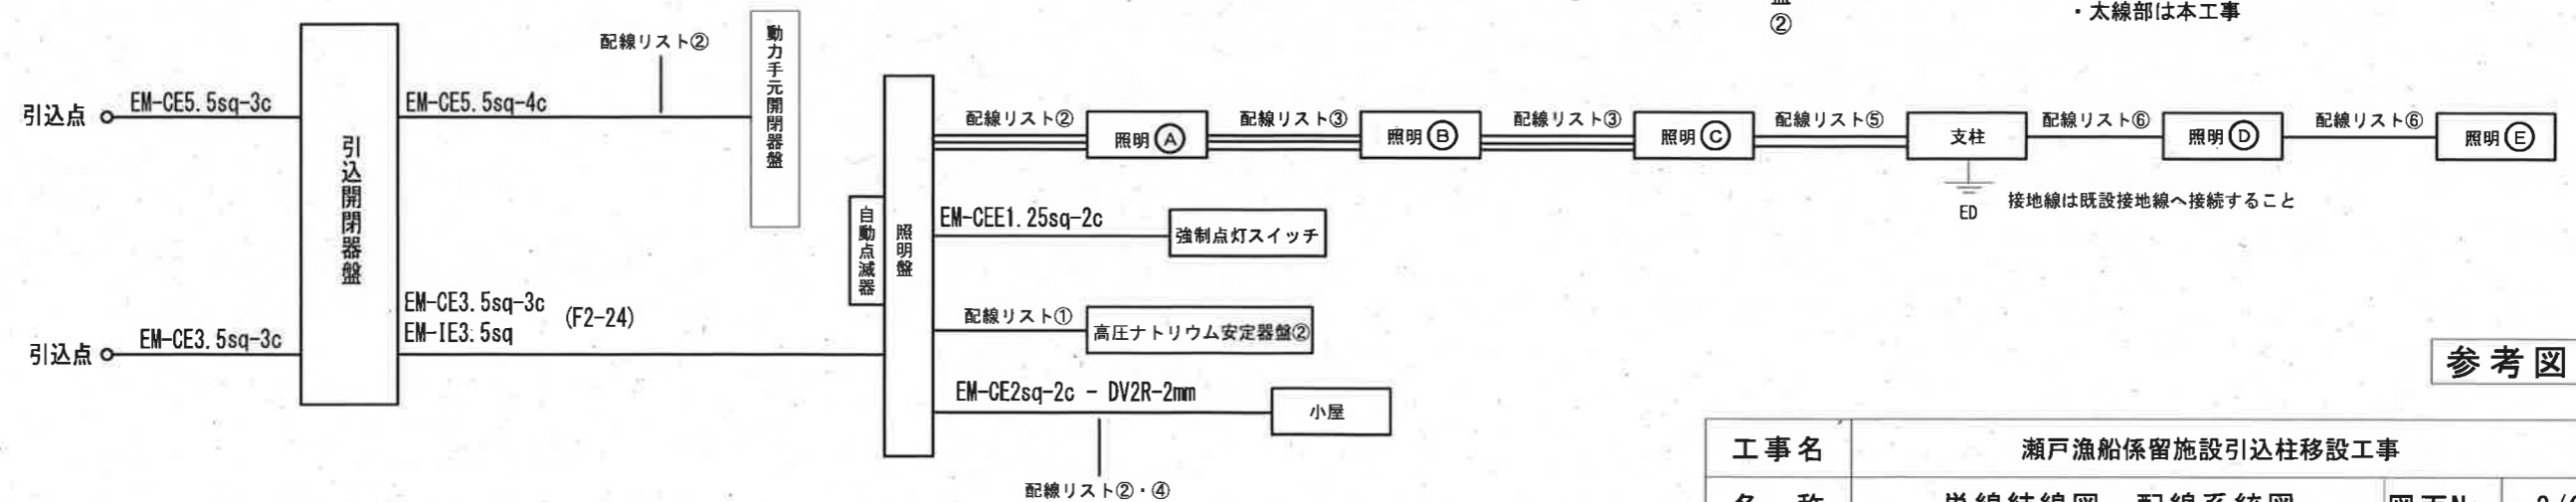 ②
・太線部は本工事
配線リスト②
動力手元開閉器盤
引込点
EM-CE5.5sq-3c
EM-CE5.5sq-4c
引込開閉器盤
配線リスト②
照明Ⓐ
配線リスト③
照明Ⓑ
配線リスト③
照明Ⓒ
配線リスト⑤
支柱
配線リスト⑥
照明Ⓓ
配線リスト⑥
照明Ⓔ
ED
接地線は既設接地線へ接続すること
自動点滅器
照明盤
EM-CEE1.25sq-2c
強制点灯スイッチ
EM-CE3.5sq-3c
EM-IE3.5sq
(F2-24)
配線リスト①
高圧ナトリウム安定器盤②
引込点
EM-CE3.5sq-3c
EM-CE2sq-2c - DV2R-2mm
小屋
配線リスト②・④
参考図
工事名
瀬戸漁船係留施設引込柱移設工事